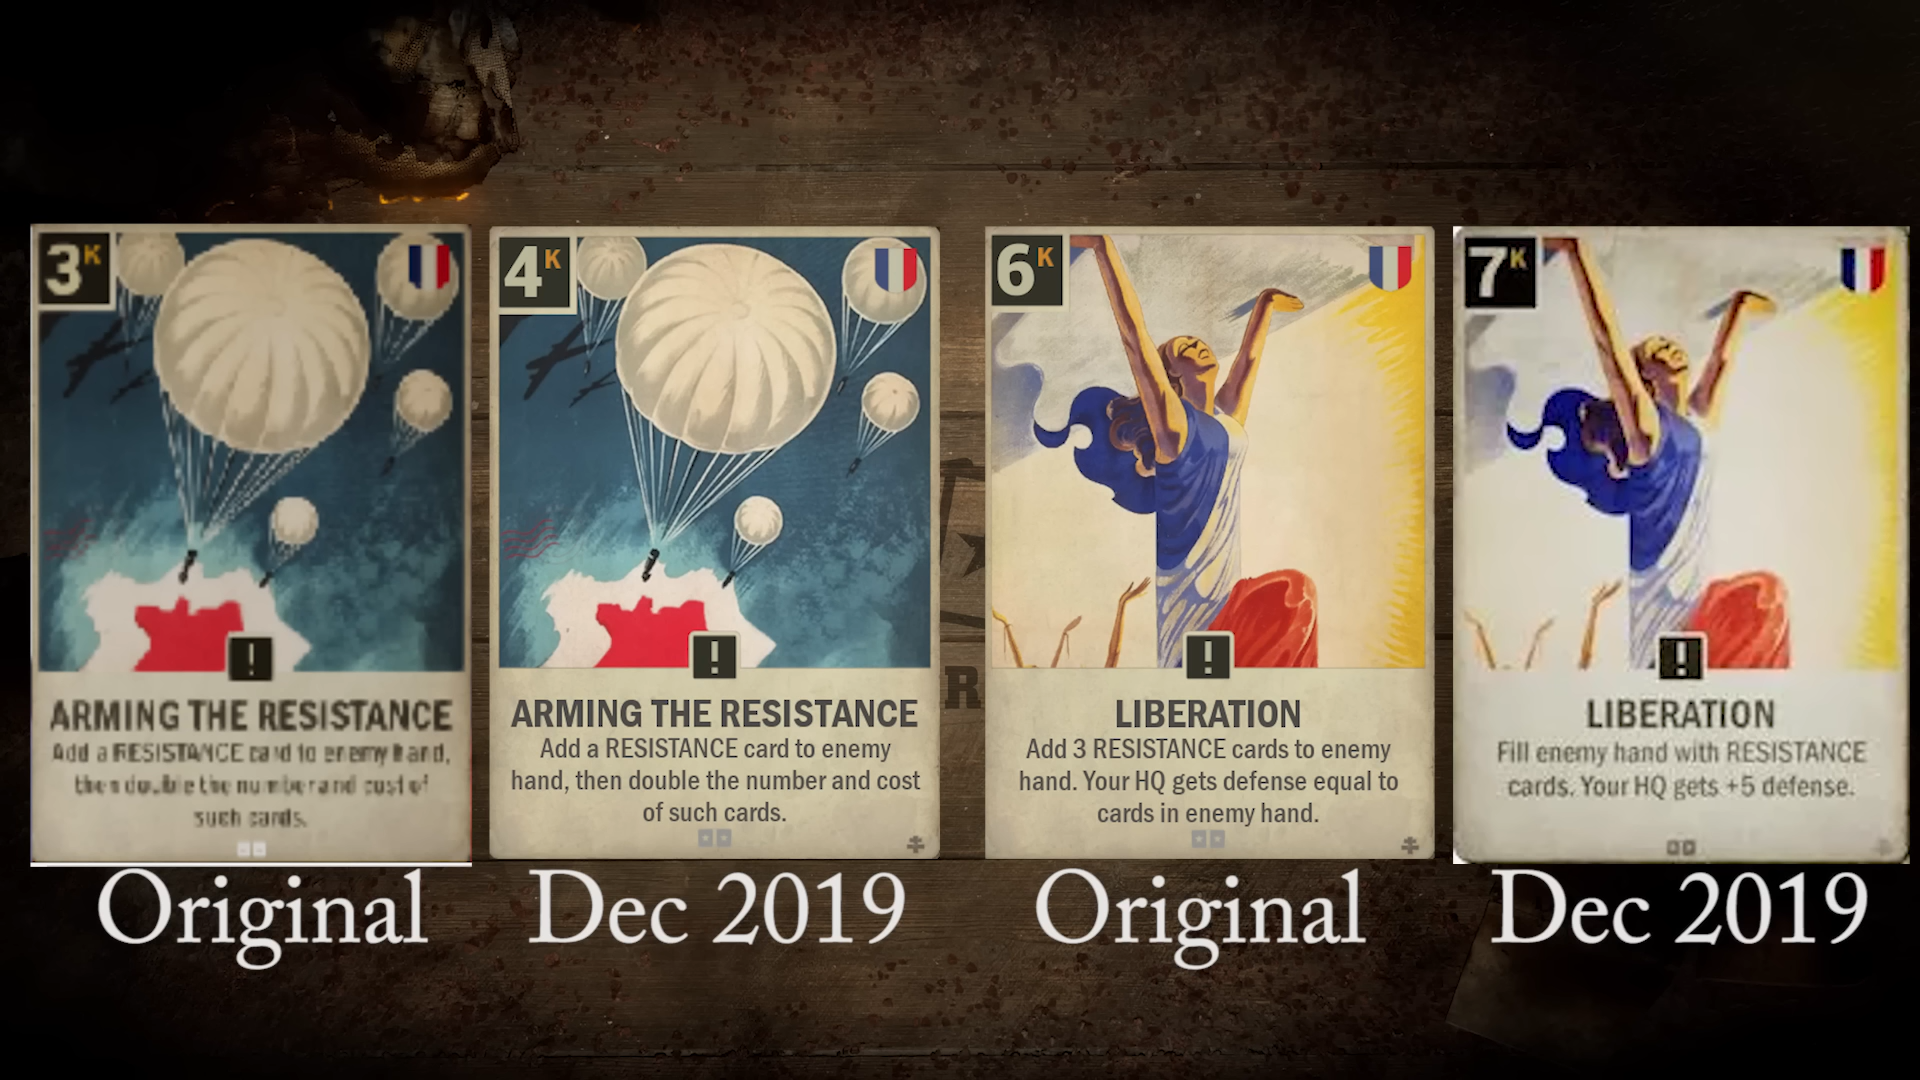 3K
ARMING THE RESISTANCE
Add a RESISTANCE card to enemy hand,
then double the number and cost of
such cards.
Original
4K
ARMING THE RESISTANCE
Add a RESISTANCE card to enemy
hand, then double the number and cost
of such cards.
Dec 2019
6K
LIBERATION
Add 3 RESISTANCE cards to enemy
hand. Your HQ gets defense equal to
cards in enemy hand.
Original
7K
LIBERATION
Fill enemy hand with RESISTANCE
cards. Your HQ gets +5 defense.
Dec 2019
R